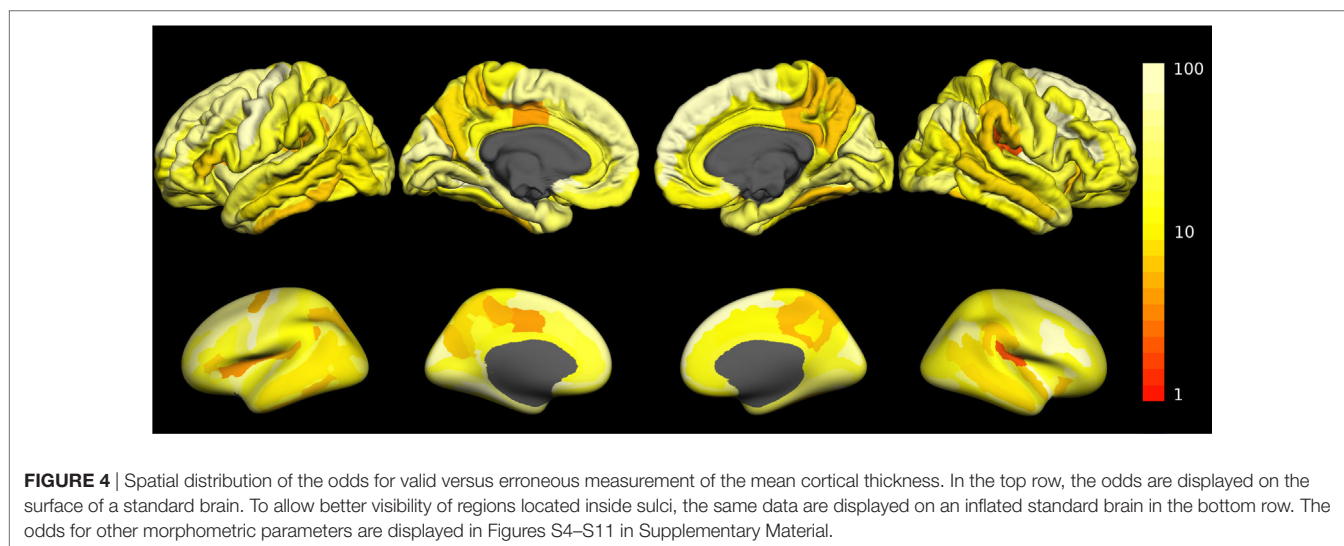 100
10
1
FIGURE 4 | Spatial distribution of the odds for valid versus erroneous measurement of the mean cortical thickness. In the top row, the odds are displayed on the
surface of a standard brain. To allow better visibility of regions located inside sulci, the same data are displayed on an inflated standard brain in the bottom row. The
odds for other morphometric parameters are displayed in Figures S4–S11 in Supplementary Material.